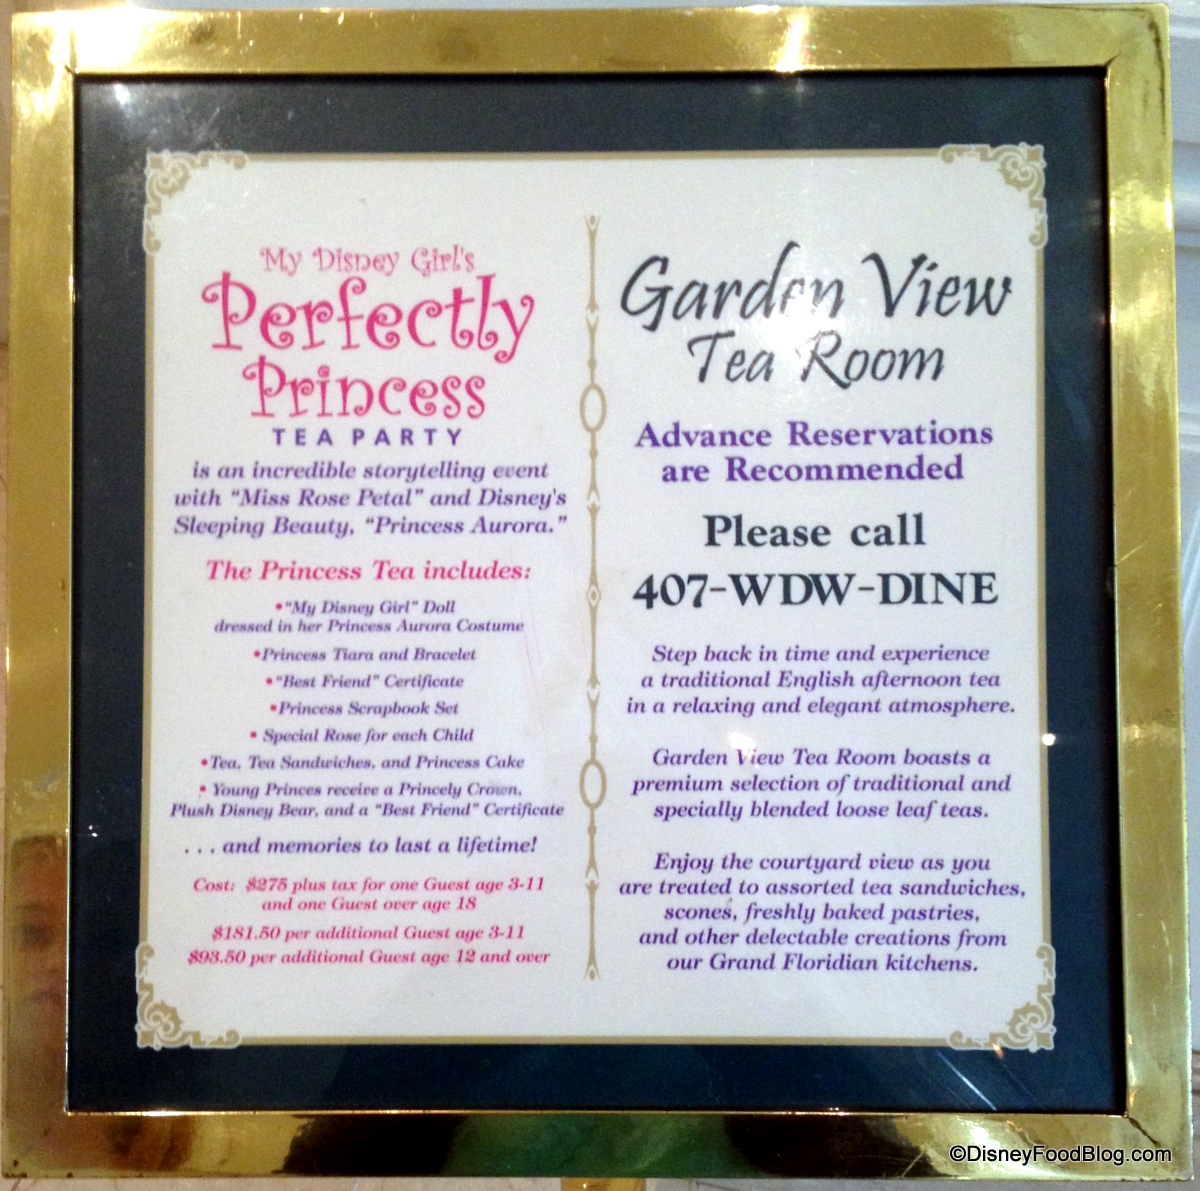 My Disney Girl's
Perfectly
Princess
TEA PARTY
is an incredible storytelling event
with “Miss Rose Petal” and Disney's
Sleeping Beauty, “Princess Aurora.”
The Princess Tea includes:
•“My Disney Girl” Doll
dressed in her Princess Aurora Costume
•Princess Tiara and Bracelet
•“Best Friend” Certificate
•Princess Scrapbook Set
• Special Rose for each Child
•Tea, Tea Sandwiches, and Princess Cake
• Young Princes receive a Princely Crown,
Plush Disney Bear, and a “Best Friend” Certificate
. . . and memories to last a lifetime!
Cost: $275 plus tax for one Guest age 3-11
and one Guest over age 18
$181.50 per additional Guest age 3-11
$93.50 per additional Guest age 12 and over
Garden View
Tea Room
Advance Reservations
are Recommended
Please call
407-WDW-DINE
Step back in time and experience
a traditional English afternoon tea
in a relaxing and elegant atmosphere.
Garden View Tea Room boasts a
premium selection of traditional and
specially blended loose leaf teas.
Enjoy the courtyard view as you
are treated to assorted tea sandwiches,
scones, freshly baked pastries,
and other delectable creations from
our Grand Floridian kitchens.
©DisneyFoodBlog.com